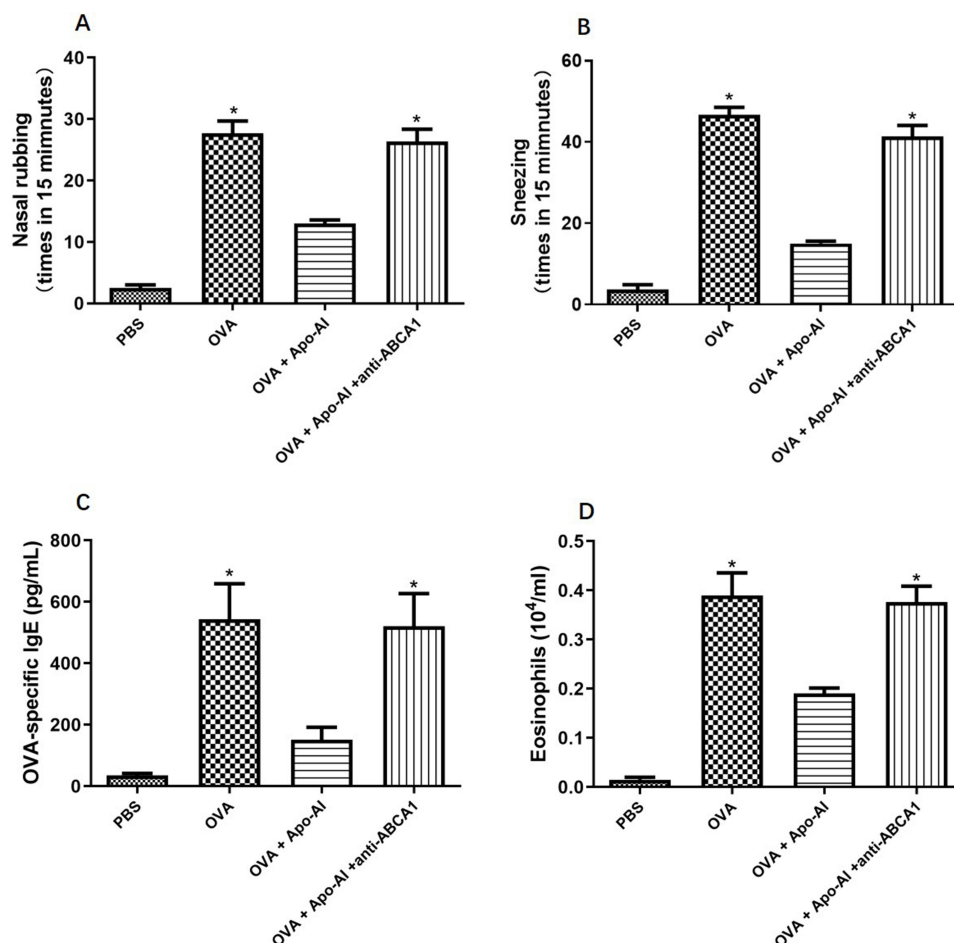 A
Nasal rubbing
(times in 15 mimnutes)
40
30
20
10
0
*
*
PBS
OVA
OVA + Apo-AI
OVA + Apo-AI +anti-ABCA1
B
Sneezing
(times in 15 mimnutes)
60
40
20
0
*
*
PBS
OVA
OVA + Apo-AI
OVA + Apo-AI +anti-ABCA1
C
OVA-specific IgE (pg/mL)
800
600
400
200
0
*
*
PBS
OVA
OVA + Apo-AI
OVA + Apo-AI +anti-ABCA1
D
Eosinophils (10⁴/ml)
0.5
0.4
0.3
0.2
0.1
0.0
*
*
PBS
OVA
OVA + Apo-AI
OVA + Apo-AI +anti-ABCA1